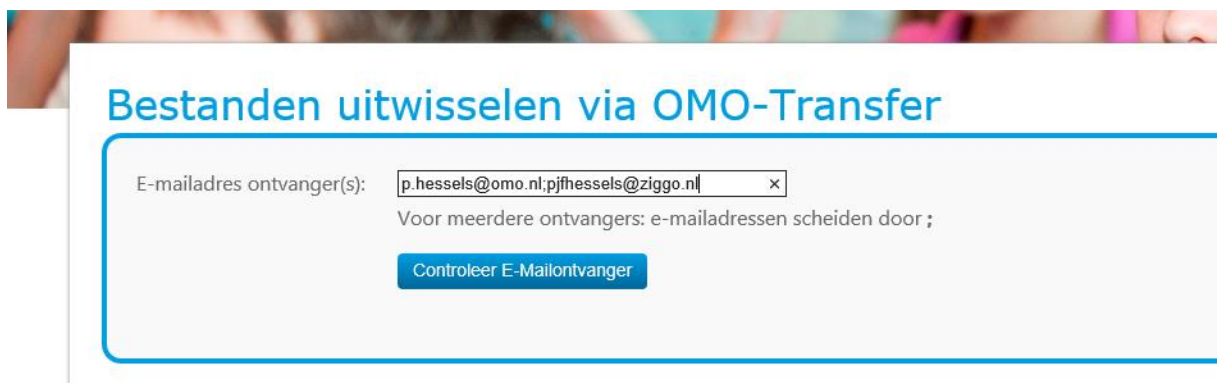 Bestanden uitwisselen via OMO-Transfer
E-mailadres ontvanger(s): p.hessels@omo.nl;pjfhessels@ziggo.nl ×
Voor meerdere ontvangers: e-mailadressen scheiden door ;
Controleer E-Mailontvanger